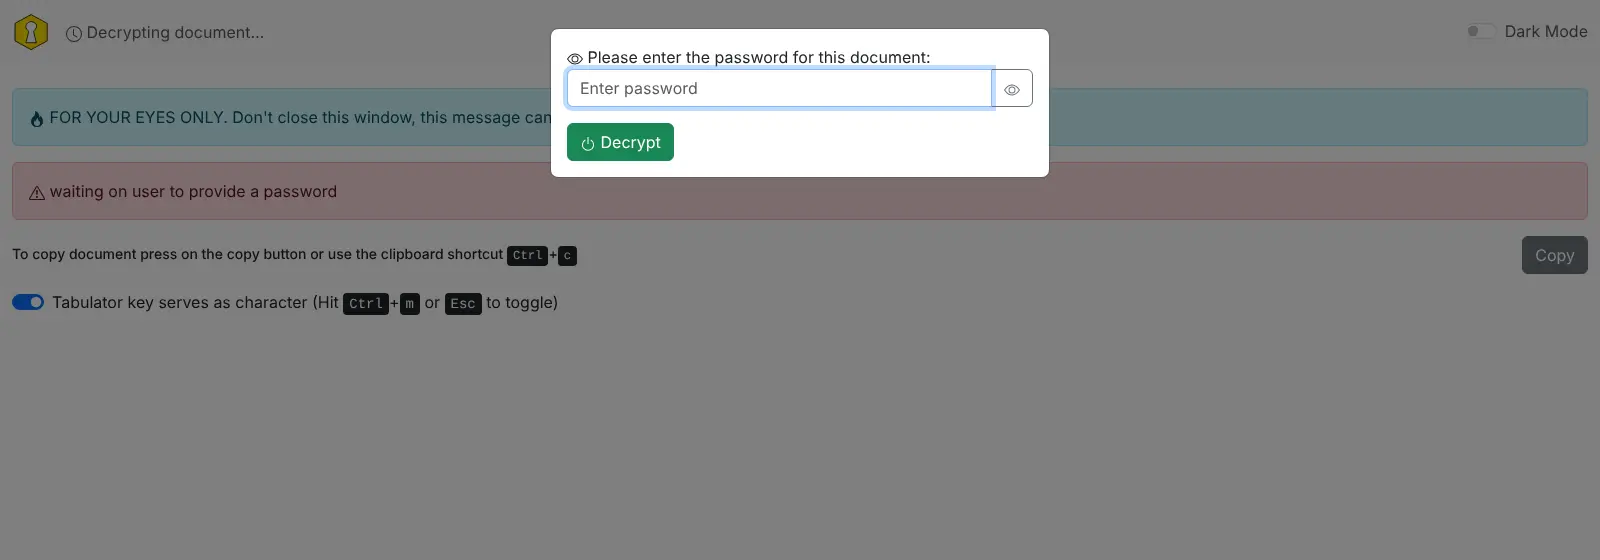 Decrypting document...
Dark Mode
Please enter the password for this document:
Enter password
Decrypt
FOR YOUR EYES ONLY. Don't close this window, this message can
waiting on user to provide a password
To copy document press on the copy button or use the clipboard shortcut Ctrl+c
Copy
Tabulator key serves as character (Hit Ctrl+m or Esc to toggle)